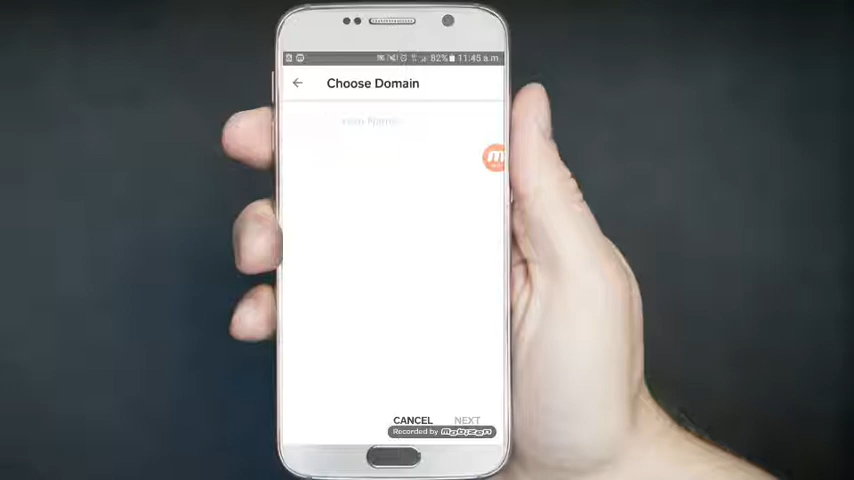 82% 11:45 a.m
Choose Domain
CANCEL NEXT
Recorded by MOBIZEN